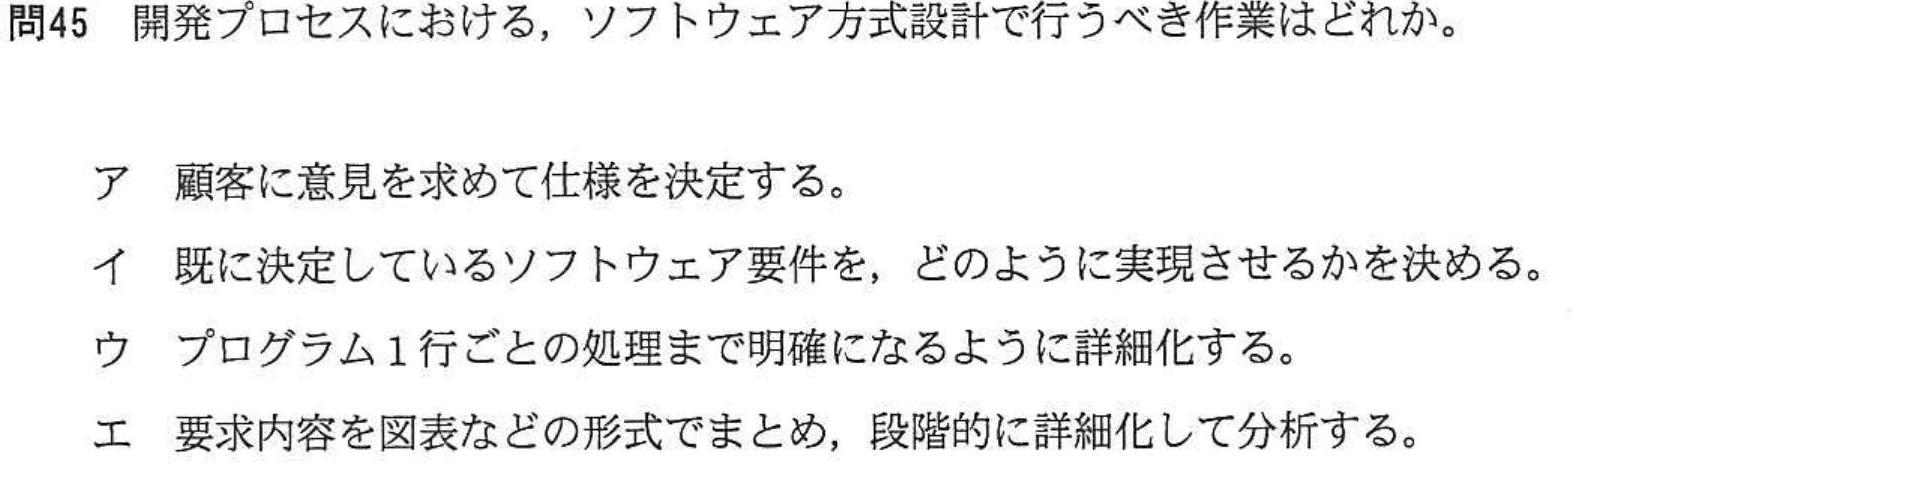 問45 開発プロセスにおける，ソフトウェア方式設計で行うべき作業はどれか。
ア 顧客に意見を求めて仕様を決定する。
イ 既に決定しているソフトウェア要件を，どのように実現させるかを決める。
ウ プログラム１行ごとの処理まで明確になるように詳細化する。
エ 要求内容を図表などの形式でまとめ，段階的に詳細化して分析する。